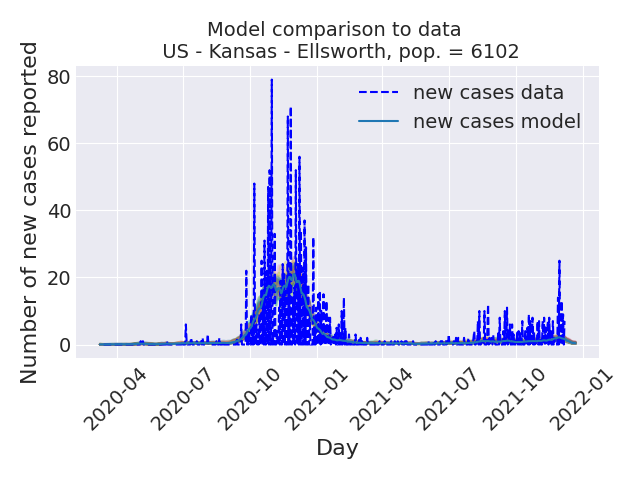 Model comparison to data
US - Kansas - Ellsworth, pop. = 6102
Number of new cases reported
80
60
40
20
0
new cases data
new cases model
2020-04
2020-07
2020-10
2021-01
2021-04
2021-07
2021-10
2022-01
Day